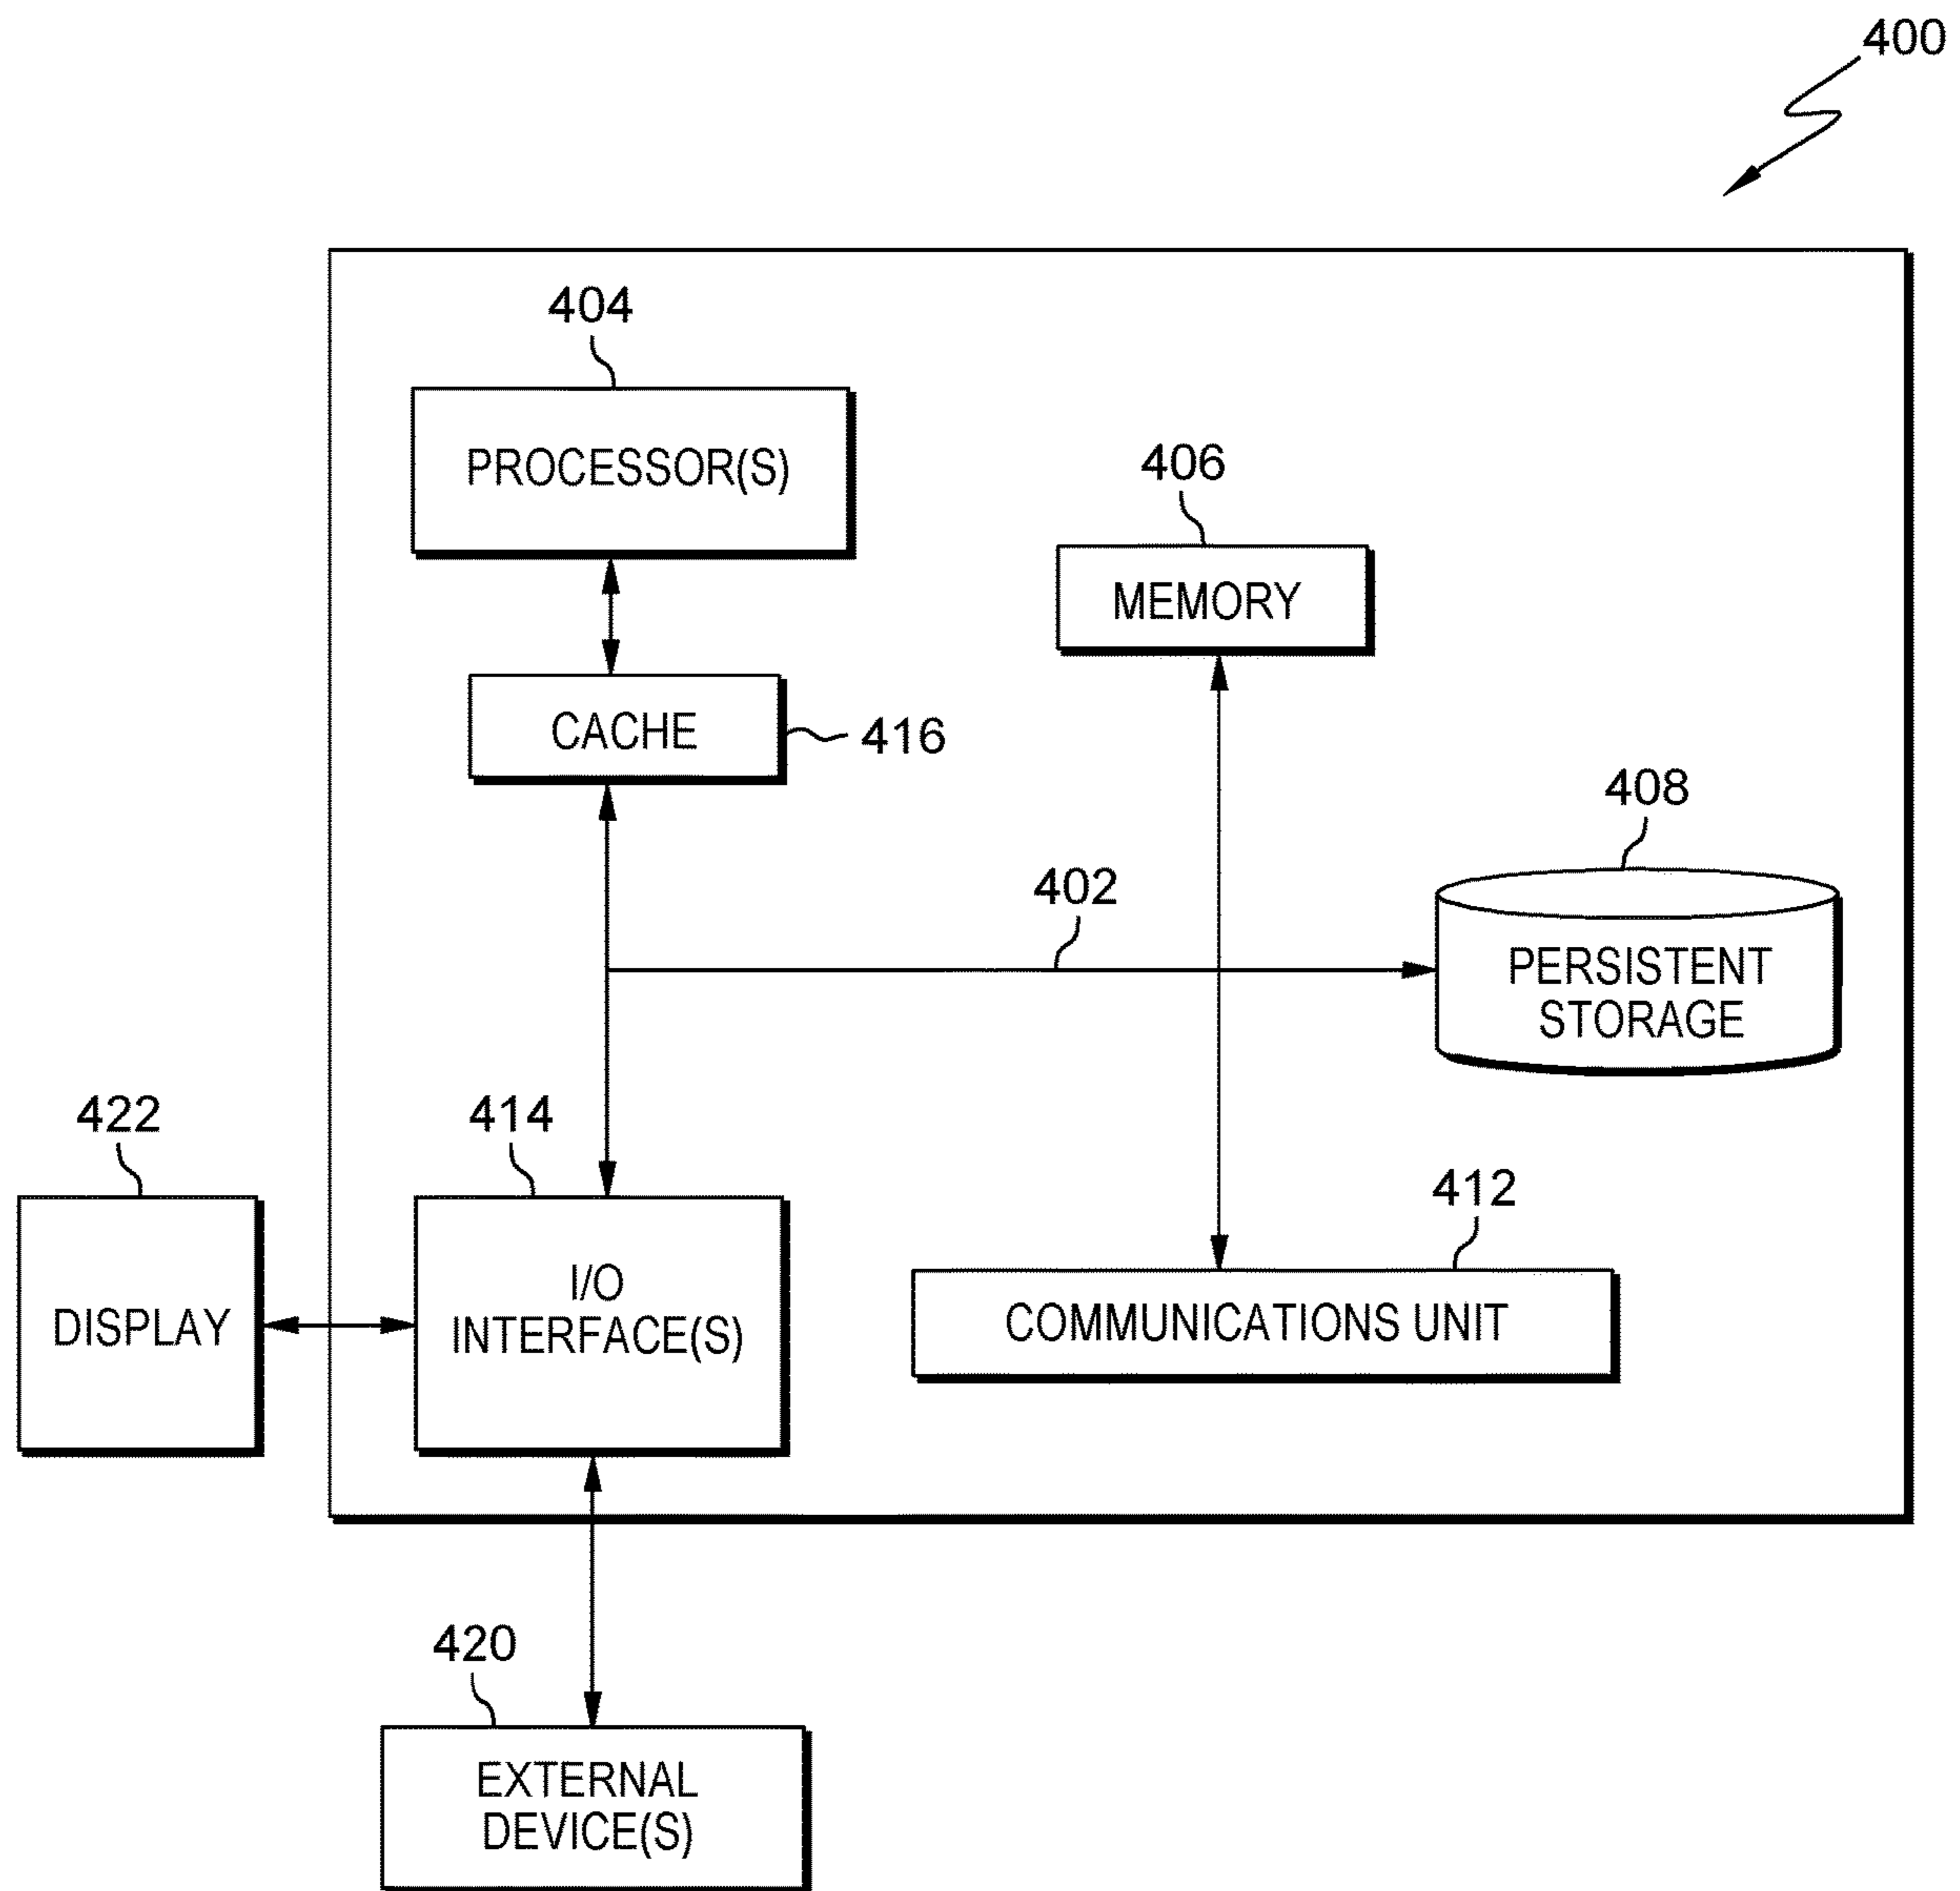 400
404
PROCESSOR(S)
406
MEMORY
CACHE
416
408
402
PERSISTENT
STORAGE
422
414
412
DISPLAY
I/O
INTERFACE(S)
COMMUNICATIONS UNIT
420
EXTERNAL
DEVICE(S)